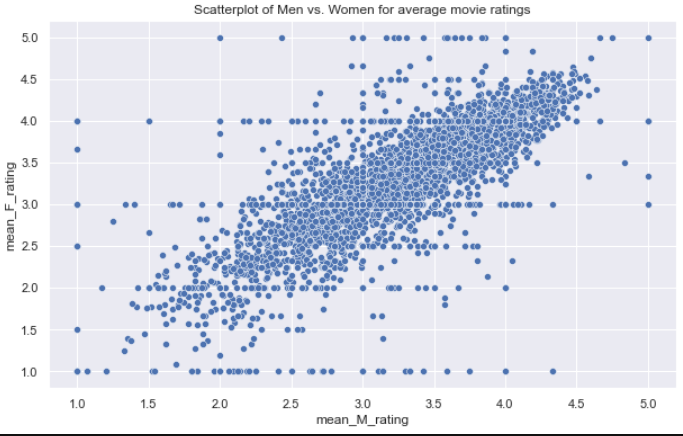 Scatterplot of Men vs. Women for average movie ratings
5.0
4.5
4.0
3.5
3.0
2.5
2.0
1.5
1.0
mean_F_rating
1.0 1.5 2.0 2.5 3.0 3.5 4.0 4.5 5.0
mean_M_rating